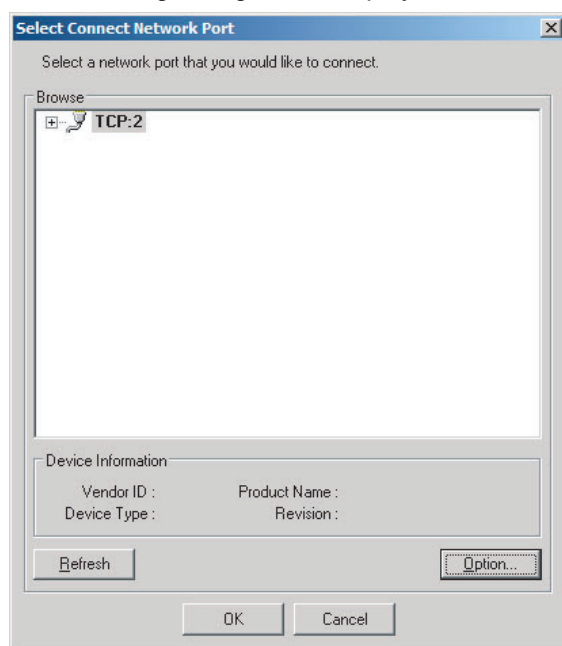 Select Connect Network Port
Select a network port that you would like to connect.
Browse
TCP:2
Device Information
Vendor ID : Product Name :
Device Type : Revision :
Refresh Option...
OK Cancel